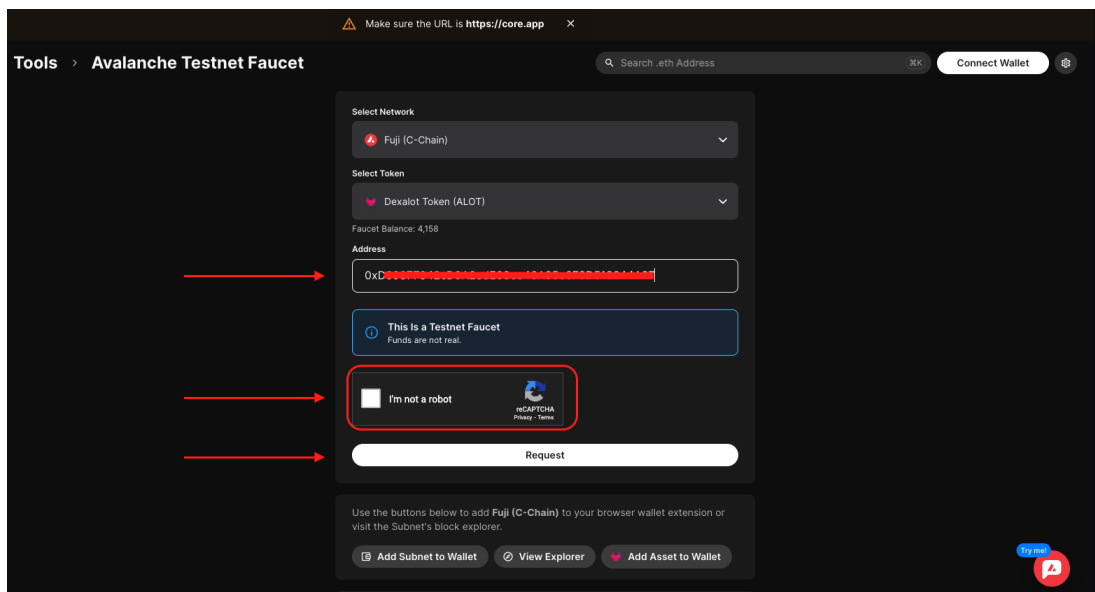 Make sure the URL is https://core.app
Tools > Avalanche Testnet Faucet
Search .eth Address
⌘K
Connect Wallet
Select Network
Fuji (C-Chain)
Select Token
Dexalot Token (ALOT)
Faucet Balance: 4,158
Address
0xD
This Is a Testnet Faucet
Funds are not real.
I'm not a robot
reCAPTCHA
Privacy - Terms
Request
Use the buttons below to add Fuji (C-Chain) to your browser wallet extension or
visit the Subnet's block explorer.
Add Subnet to Wallet
View Explorer
Add Asset to Wallet
Try me!